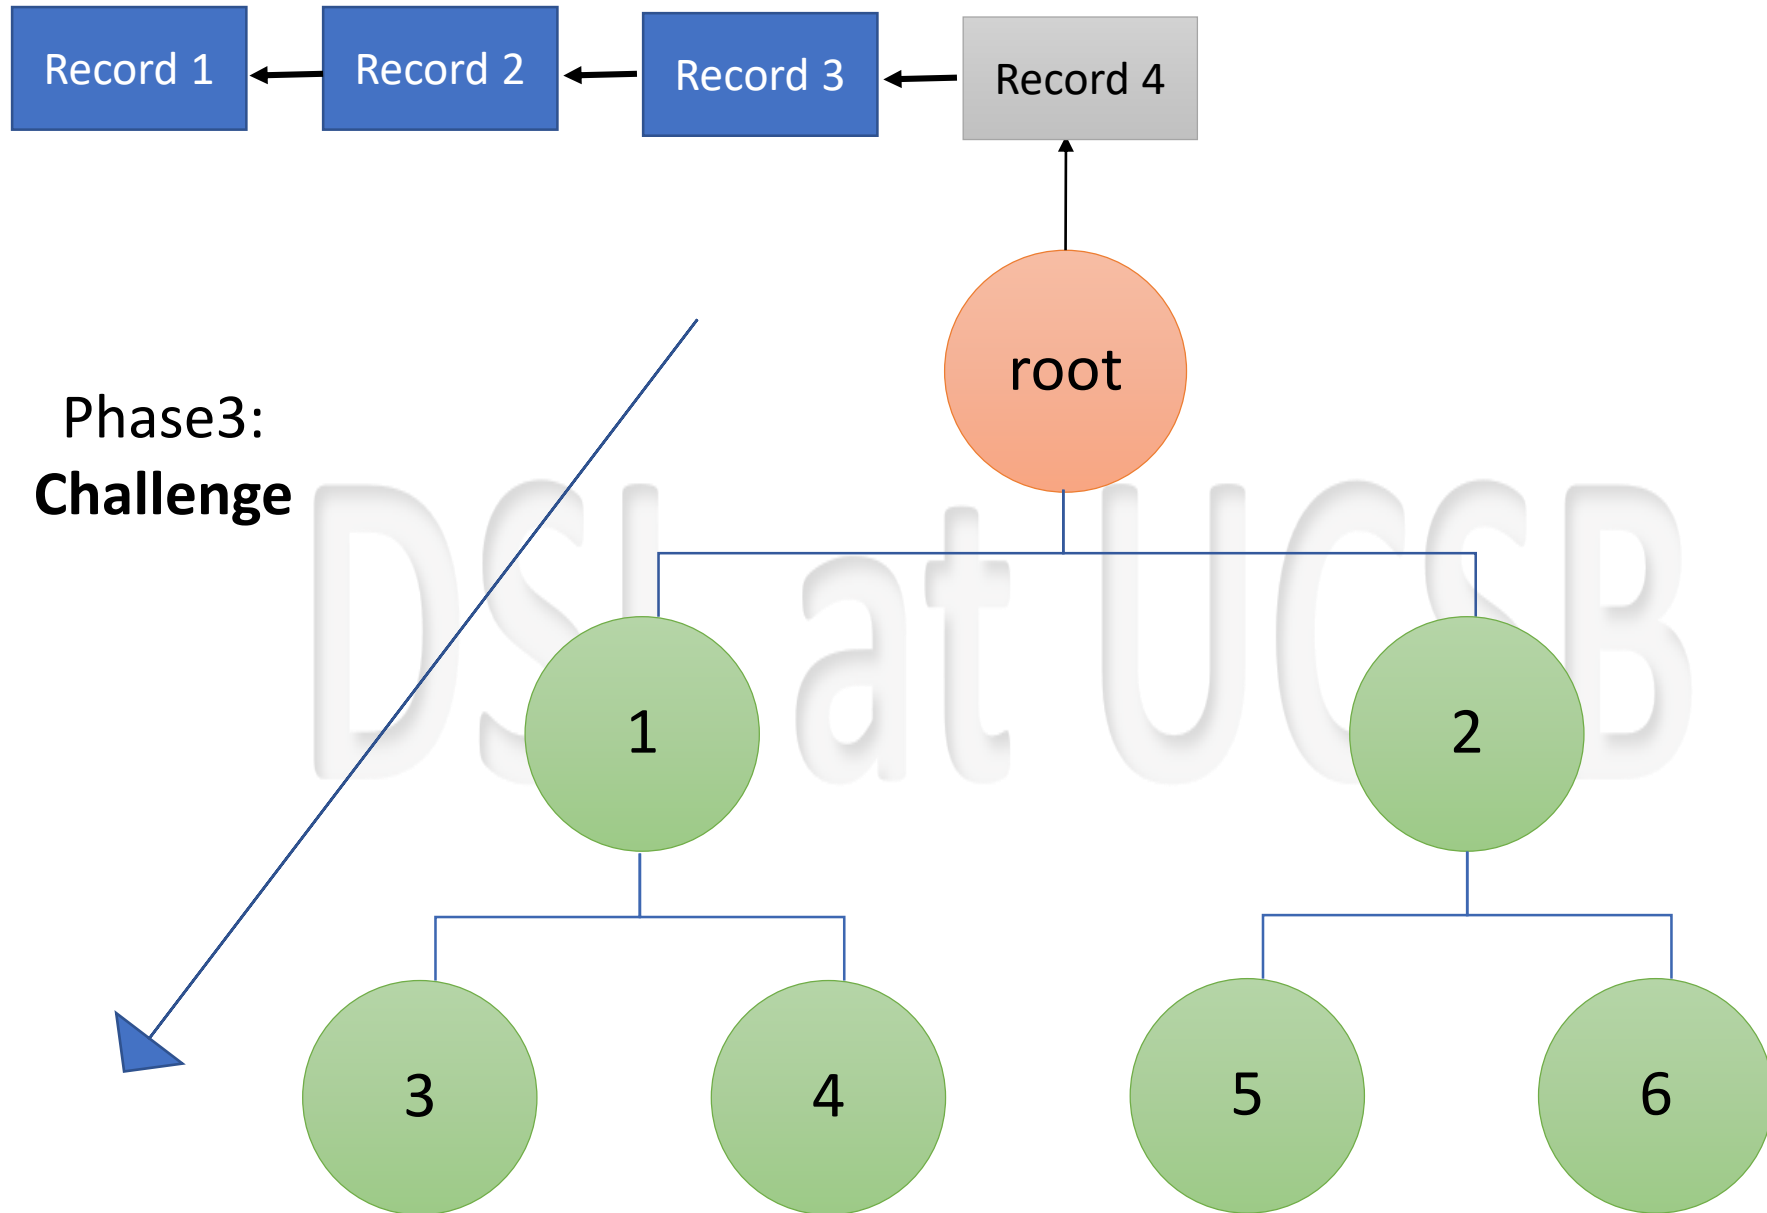 Record 1
Record 2
Record 3
Record 4
root
Phase3:
Challenge
DSL at UCSB
1
2
3
4
5
6